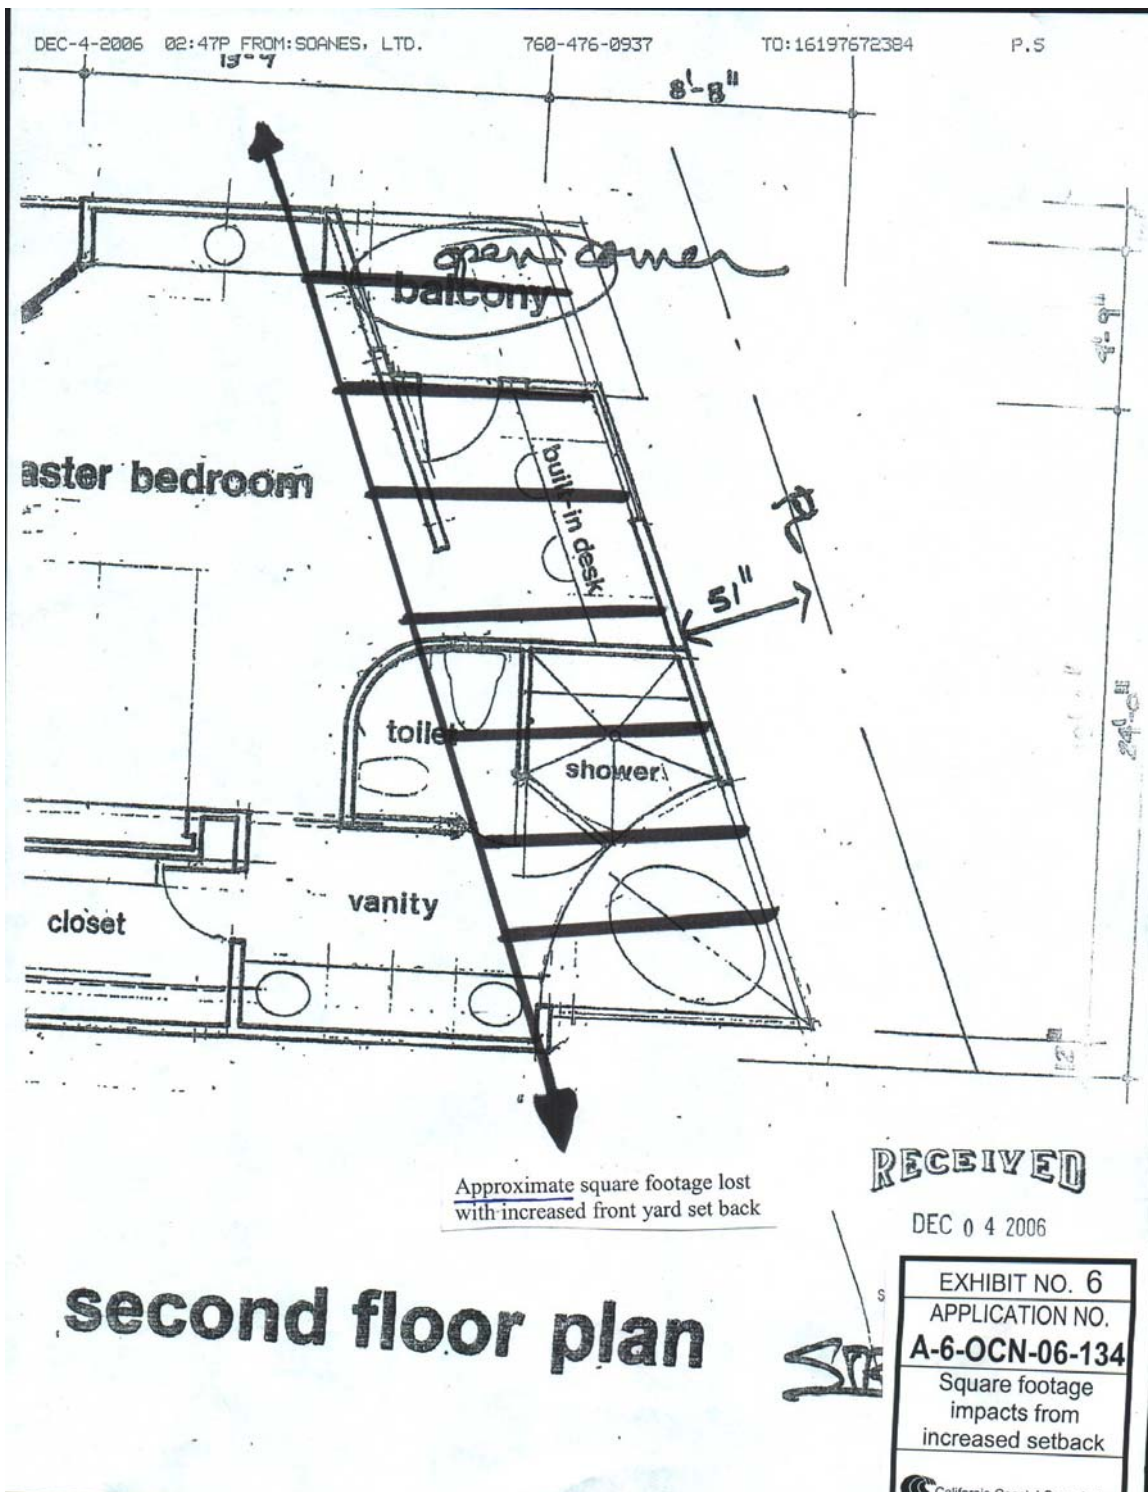 DEC-4-2006 02:47P FROM:SOANES, LTD. 760-476-0937 TO:16197672384 P.5
8'-8"
open corner
balcony
4'-9"
aster bedroom
built-in desk
51"
24'-0"
toilet
shower
vanity
closet
12"
Approximate square footage lost
with increased front yard set back
RECEIVED
DEC 04 2006
second floor plan
EXHIBIT NO. 6
APPLICATION NO.
A-6-OCN-06-134
Square footage
impacts from
increased setback